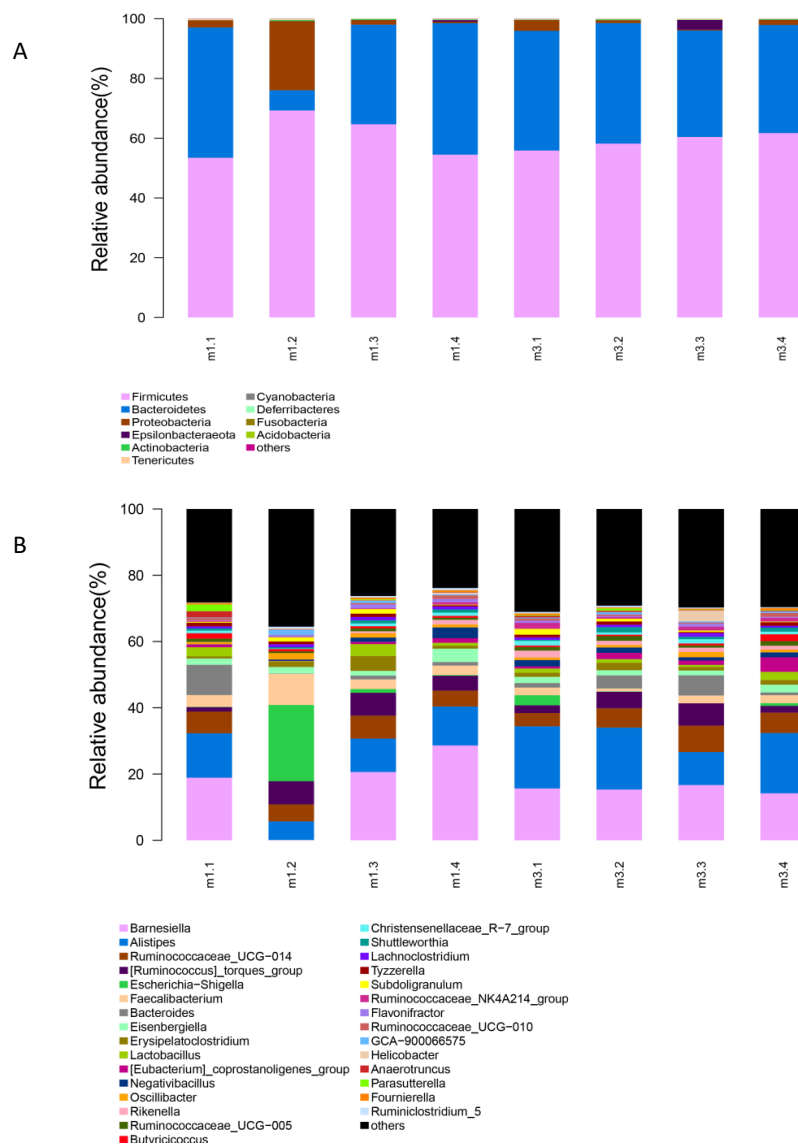 A
Relative abundance(%)
100
80
60
40
20
0
m1.1
m1.2
m1.3
m1.4
m3.1
m3.2
m3.3
m3.4
Firmicutes
Bacteroidetes
Proteobacteria
Epsilonbacteraeota
Actinobacteria
Tenericutes
Cyanobacteria
Deferribacteres
Fusobacteria
Acidobacteria
others
B
Relative abundance(%)
100
80
60
40
20
0
m1.1
m1.2
m1.3
m1.4
m3.1
m3.2
m3.3
m3.4
Barnesiella
Alistipes
Ruminococcaceae_UCG−014
[Ruminococcus]_torques_group
Escherichia−Shigella
Faecalibacterium
Bacteroides
Eisenbergiella
Erysipelatoclostridium
Lactobacillus
[Eubacterium]_coprostanoligenes_group
Negativibacillus
Oscillibacter
Rikenella
Ruminococcaceae_UCG−005
Butyricicoccus
Christensenellaceae_R−7_group
Shuttleworthia
Lachnoclostridium
Tyzzerella
Subdoligranulum
Ruminococcaceae_NK4A214_group
Flavonifractor
Ruminococcaceae_UCG−010
GCA−900066575
Helicobacter
Anaerotruncus
Parasutterella
Fournierella
Ruminiclostridium_5
others